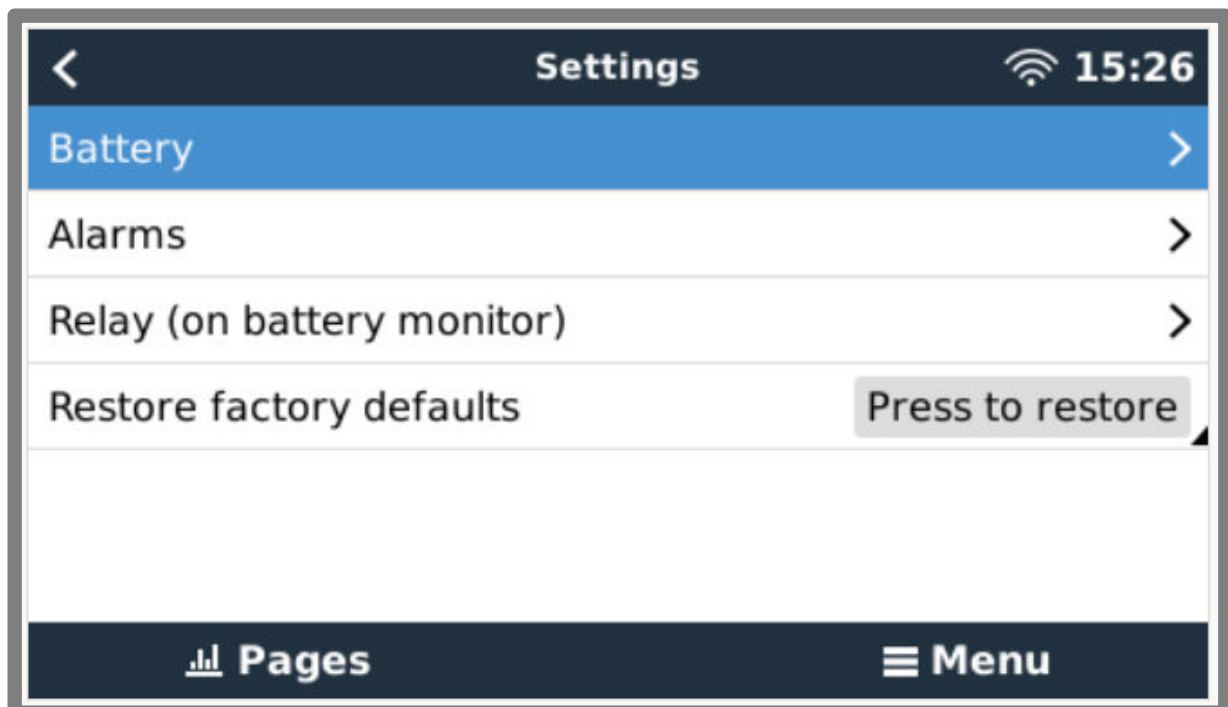 Settings 15:26
Battery
Alarms
Relay (on battery monitor)
Restore factory defaults Press to restore
Pages Menu